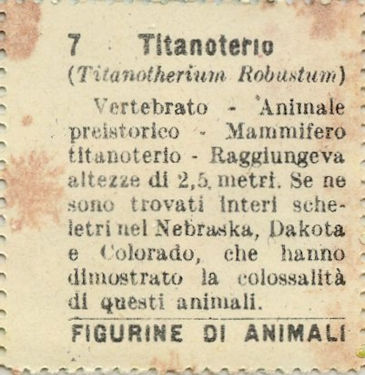 7 Titanoterio
(Titanotherium Robustum)
Vertebrato - Animale
preistorico - Mammifero
titanoterio - Raggiungeva
altezze di 2,5 metri. Se ne
sono trovati interi sche-
letri nel Nebraska, Dakota
e Colorado, che hanno
dimostrato la colossalità
di questi animali.
FIGURINE DI ANIMALI